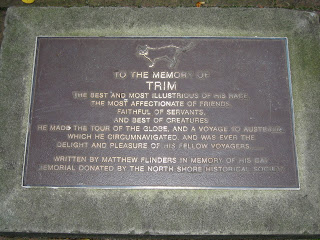 TO THE MEMORY OF
TRIM
THE BEST AND MOST ILLUSTRIOUS OF HIS RACE
THE MOST AFFECTIONATE OF FRIENDS,
FAITHFUL OF SERVANTS,
AND BEST OF CREATURES
HE MADE THE TOUR OF THE GLOBE, AND A VOYAGE TO AUSTRALIA
WHICH HE CIRCUMNAVIGATED, AND WAS EVER THE
DELIGHT AND PLEASURE OF HIS FELLOW VOYAGERS
WRITTEN BY MATTHEW FLINDERS IN MEMORY OF HIS CAT
MEMORIAL DONATED BY THE NORTH SHORE HISTORICAL SOCIETY